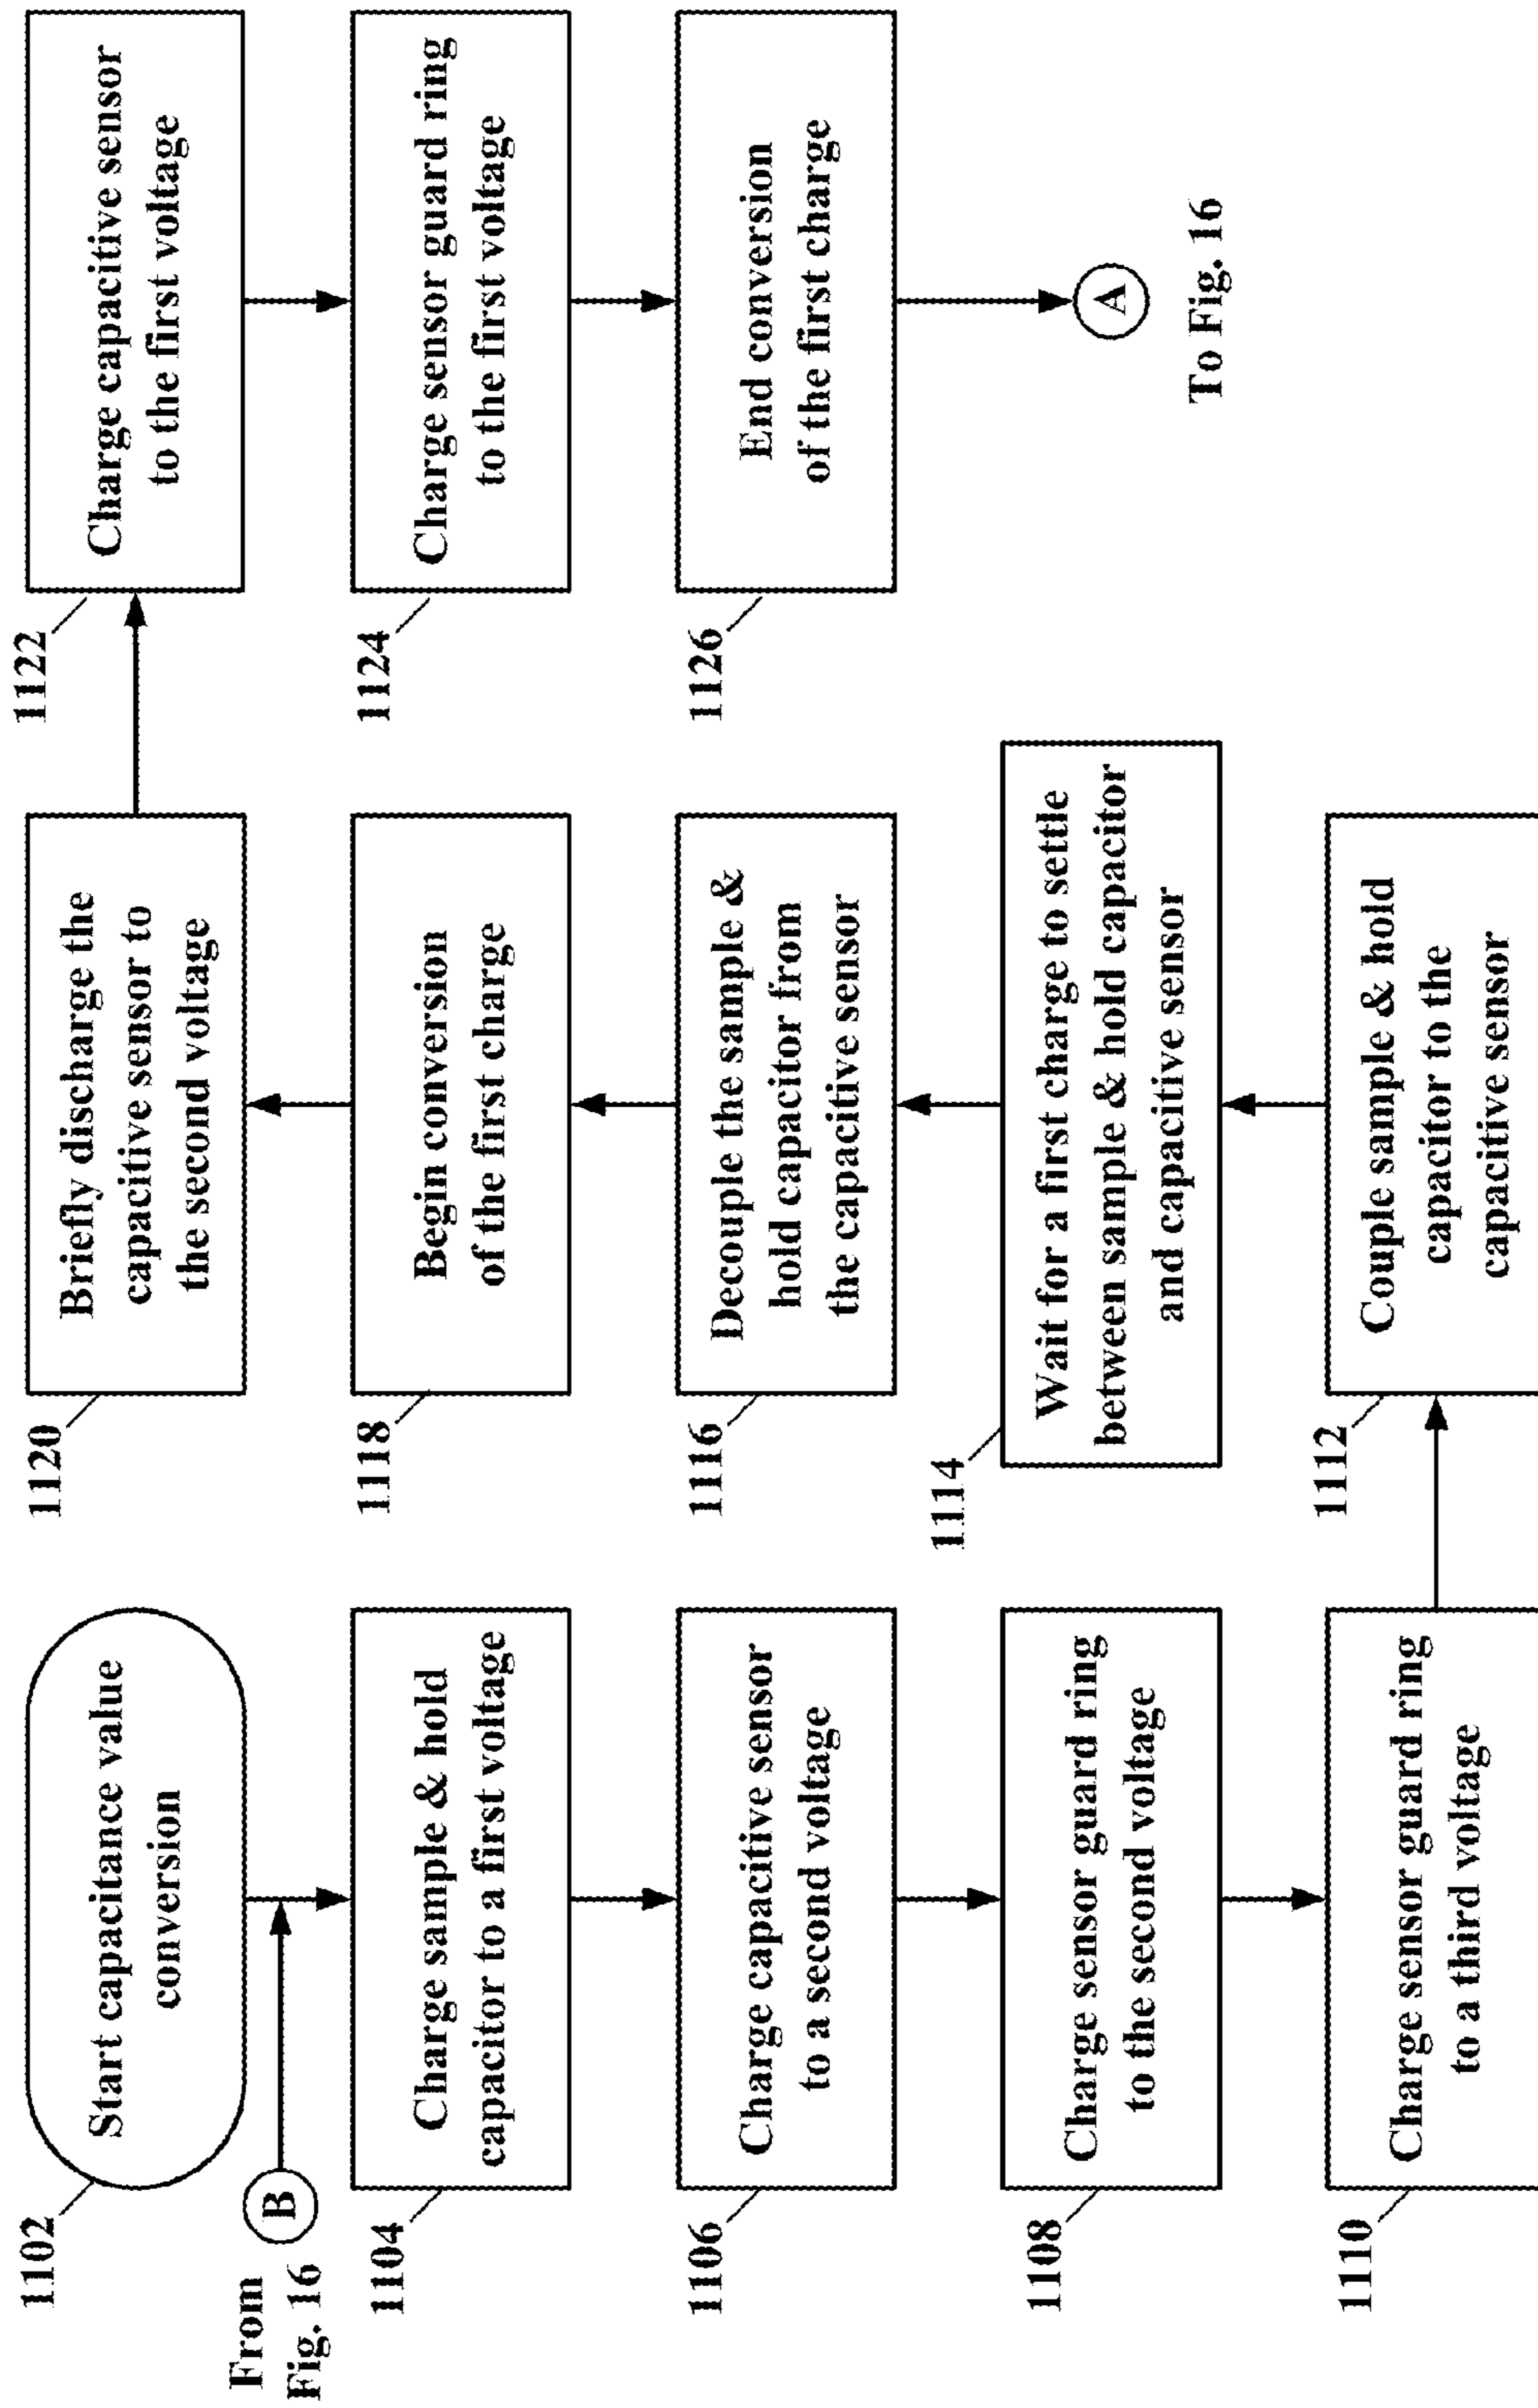 1102
Start capacitance value
conversion
From
Fig. 16
B
1104
Charge sample & hold
capacitor to a first voltage
1106
Charge capacitive sensor
to a second voltage
1108
Charge sensor guard ring
to the second voltage
1110
Charge sensor guard ring
to a third voltage
1112
Couple sample & hold
capacitor to the
capacitive sensor
1114
Wait for a first charge to settle
between sample & hold capacitor
and capacitive sensor
1116
Decouple the sample &
hold capacitor from
the capacitive sensor
1118
Begin conversion
of the first charge
1120
Briefly discharge the
capacitive sensor to
the second voltage
1122
Charge capacitive sensor
to the first voltage
1124
Charge sensor guard ring
to the first voltage
1126
End conversion
of the first charge
A
To Fig. 16